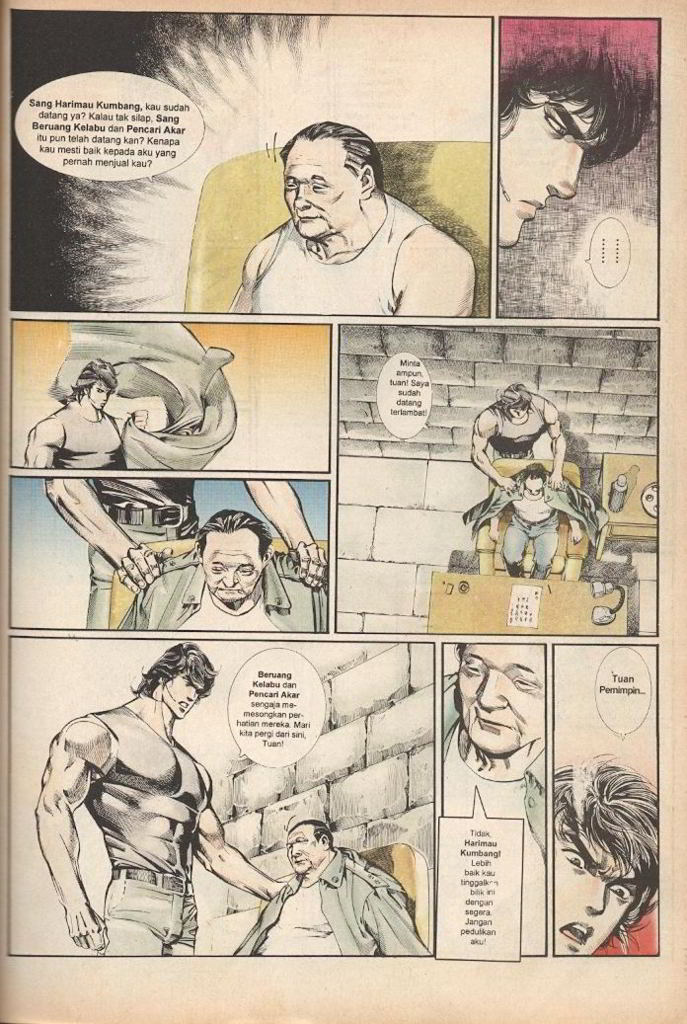 Sang Harimau Kumbang, kau sudah
datang ya? Kalau tak silap, Sang
Beruang Kelabu dan Pencari Akar
itu pun telah datang kan? Kenapa
kau mesti baik kepada aku yang
pernah menjual kau?
......
Minta
ampun,
tuan! Saya
sudah
datang
terlambat!
Beruang
Kelabu dan
Pencari Akar
sengaja me-
mesongkan per-
hatian mereka. Mari
kita pergi dari sini,
Tuan!
Tidak,
Harimau
Kumbang!
Lebih
baik kau
tinggalkan
bilik ini
dengan
segera.
Jangan
pedulikan
aku!
Tuan
Pemimpin...